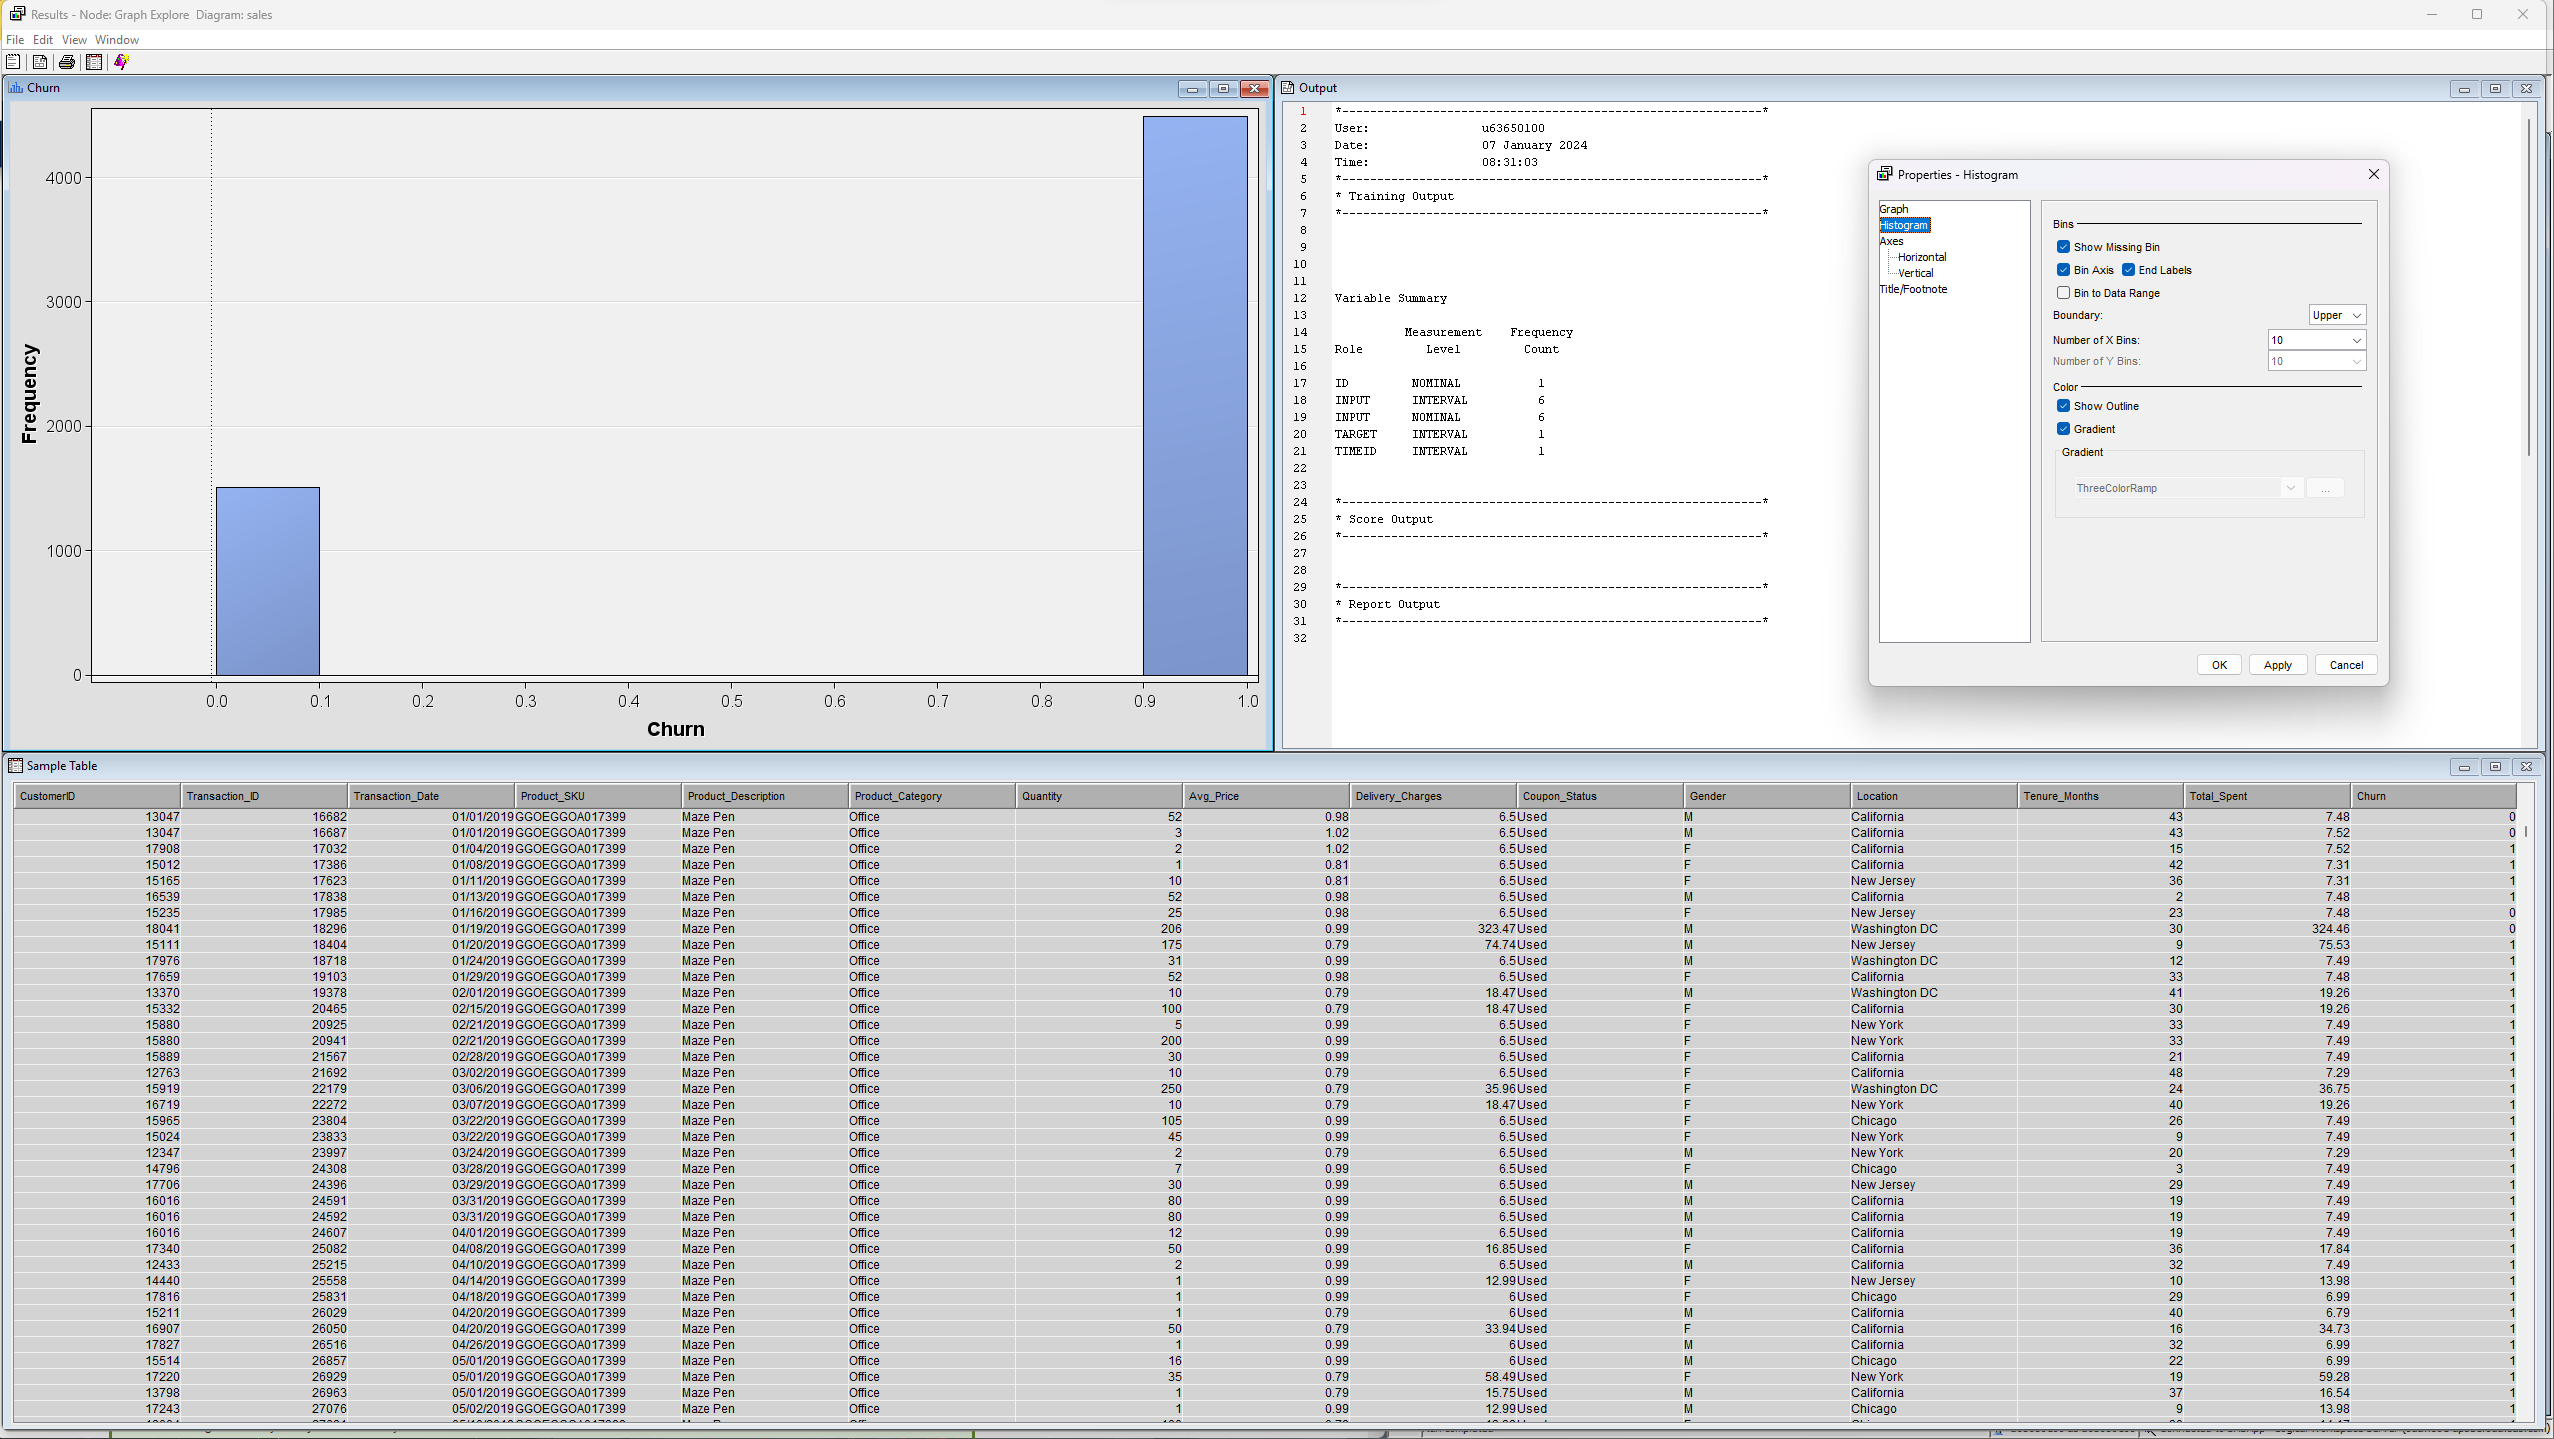 Results - Node: Graph Explore  Diagram: sales
File Edit View Window
Churn
4000
3000
2000
1000
0
Frequency
0.0 0.1 0.2 0.3 0.4 0.5 0.6 0.7 0.8 0.9 1.0
Churn
Output
1 *------------------------------------------------------------*
2 User: u63650100
3 Date: 07 January 2024
4 Time: 08:31:03
5 *------------------------------------------------------------*
6 * Training Output
7 *------------------------------------------------------------*
8
9
10
11
12 Variable Summary
13
14 Measurement Frequency
15 Role Level Count
16
17 ID NOMINAL 1
18 INPUT INTERVAL 6
19 INPUT NOMINAL 6
20 TARGET INTERVAL 1
21 TIMEID INTERVAL 1
22
23
24 *------------------------------------------------------------*
25 * Score Output
26 *------------------------------------------------------------*
27
28
29 *------------------------------------------------------------*
30 * Report Output
31 *------------------------------------------------------------*
32
Properties - Histogram
Graph
Histogram
Axes
Horizontal
Vertical
Title/Footnote
Bins
Show Missing Bin
Bin Axis End Labels
Bin to Data Range
Boundary: Upper
Number of X Bins: 10
Number of Y Bins: 10
Color
Show Outline
Gradient
Gradient
ThreeColorRamp ...
OK Apply Cancel
Sample Table
CustomerID Transaction_ID Transaction_Date Product_SKU Product_Description Product_Category Quantity Avg_Price Delivery_Charges Coupon_Status Gender Location Tenure_Months Total_Spent Churn
13047 16682 01/01/2019 GGOEGGOA017399 Maze Pen Office 52 0.98 6.5 Used M California 43 7.48 0
13047 16687 01/01/2019 GGOEGGOA017399 Maze Pen Office 3 1.02 6.5 Used M California 43 7.52 0
17908 17032 01/04/2019 GGOEGGOA017399 Maze Pen Office 2 1.02 6.5 Used F California 15 7.52 1
15012 17386 01/08/2019 GGOEGGOA017399 Maze Pen Office 1 0.81 6.5 Used F California 42 7.31 1
15165 17623 01/11/2019 GGOEGGOA017399 Maze Pen Office 10 0.81 6.5 Used F New Jersey 36 7.31 1
16539 17838 01/13/2019 GGOEGGOA017399 Maze Pen Office 52 0.98 6.5 Used M California 2 7.48 1
15235 17985 01/16/2019 GGOEGGOA017399 Maze Pen Office 25 0.98 6.5 Used F New Jersey 23 7.48 0
18041 18296 01/19/2019 GGOEGGOA017399 Maze Pen Office 206 0.99 323.47 Used M Washington DC 30 324.46 0
15111 18404 01/20/2019 GGOEGGOA017399 Maze Pen Office 175 0.79 74.74 Used M New Jersey 9 75.53 1
17976 18718 01/24/2019 GGOEGGOA017399 Maze Pen Office 31 0.99 6.5 Used M Washington DC 12 7.49 1
17659 19103 01/29/2019 GGOEGGOA017399 Maze Pen Office 52 0.98 6.5 Used F California 33 7.48 1
13370 19378 02/01/2019 GGOEGGOA017399 Maze Pen Office 10 0.79 18.47 Used M Washington DC 41 19.26 1
15332 20465 02/15/2019 GGOEGGOA017399 Maze Pen Office 100 0.79 18.47 Used F California 30 19.26 1
15880 20925 02/21/2019 GGOEGGOA017399 Maze Pen Office 5 0.99 6.5 Used F New York 33 7.49 1
15880 20941 02/21/2019 GGOEGGOA017399 Maze Pen Office 200 0.99 6.5 Used F New York 33 7.49 1
15889 21567 02/28/2019 GGOEGGOA017399 Maze Pen Office 30 0.99 6.5 Used F California 21 7.49 1
12763 21692 03/02/2019 GGOEGGOA017399 Maze Pen Office 10 0.79 6.5 Used F California 48 7.29 1
15919 22179 03/06/2019 GGOEGGOA017399 Maze Pen Office 250 0.79 35.96 Used F Washington DC 24 36.75 1
16719 22272 03/07/2019 GGOEGGOA017399 Maze Pen Office 10 0.79 18.47 Used F New York 40 19.26 1
15965 23804 03/22/2019 GGOEGGOA017399 Maze Pen Office 105 0.99 6.5 Used F Chicago 26 7.49 1
15024 23833 03/22/2019 GGOEGGOA017399 Maze Pen Office 45 0.99 6.5 Used F New York 9 7.49 1
12347 23997 03/24/2019 GGOEGGOA017399 Maze Pen Office 2 0.79 6.5 Used M New York 20 7.29 1
14796 24308 03/28/2019 GGOEGGOA017399 Maze Pen Office 7 0.99 6.5 Used F Chicago 3 7.49 1
17706 24396 03/29/2019 GGOEGGOA017399 Maze Pen Office 30 0.99 6.5 Used M New Jersey 29 7.49 1
16016 24591 03/31/2019 GGOEGGOA017399 Maze Pen Office 80 0.99 6.5 Used M California 19 7.49 1
16016 24592 03/31/2019 GGOEGGOA017399 Maze Pen Office 80 0.99 6.5 Used M California 19 7.49 1
16016 24607 04/01/2019 GGOEGGOA017399 Maze Pen Office 12 0.99 6.5 Used M California 19 7.49 1
17340 25082 04/08/2019 GGOEGGOA017399 Maze Pen Office 50 0.99 16.85 Used F California 36 17.84 1
12433 25215 04/10/2019 GGOEGGOA017399 Maze Pen Office 2 0.99 6.5 Used M California 32 7.49 1
14440 25558 04/14/2019 GGOEGGOA017399 Maze Pen Office 1 0.99 12.99 Used F New Jersey 10 13.98 1
17816 25831 04/18/2019 GGOEGGOA017399 Maze Pen Office 1 0.99 6 Used F Chicago 29 6.99 1
15211 26029 04/20/2019 GGOEGGOA017399 Maze Pen Office 1 0.79 6 Used M California 40 6.79 1
16907 26050 04/20/2019 GGOEGGOA017399 Maze Pen Office 50 0.79 33.94 Used F California 16 34.73 1
17827 26516 04/26/2019 GGOEGGOA017399 Maze Pen Office 1 0.99 6 Used M California 32 6.99 1
15514 26857 05/01/2019 GGOEGGOA017399 Maze Pen Office 16 0.99 6 Used M Chicago 22 6.99 1
17220 26929 05/01/2019 GGOEGGOA017399 Maze Pen Office 35 0.79 58.49 Used F New York 19 59.28 1
13798 26963 05/01/2019 GGOEGGOA017399 Maze Pen Office 1 0.79 15.75 Used M California 37 16.54 1
17243 27076 05/02/2019 GGOEGGOA017399 Maze Pen Office 1 0.99 12.99 Used M Chicago 9 13.98 1